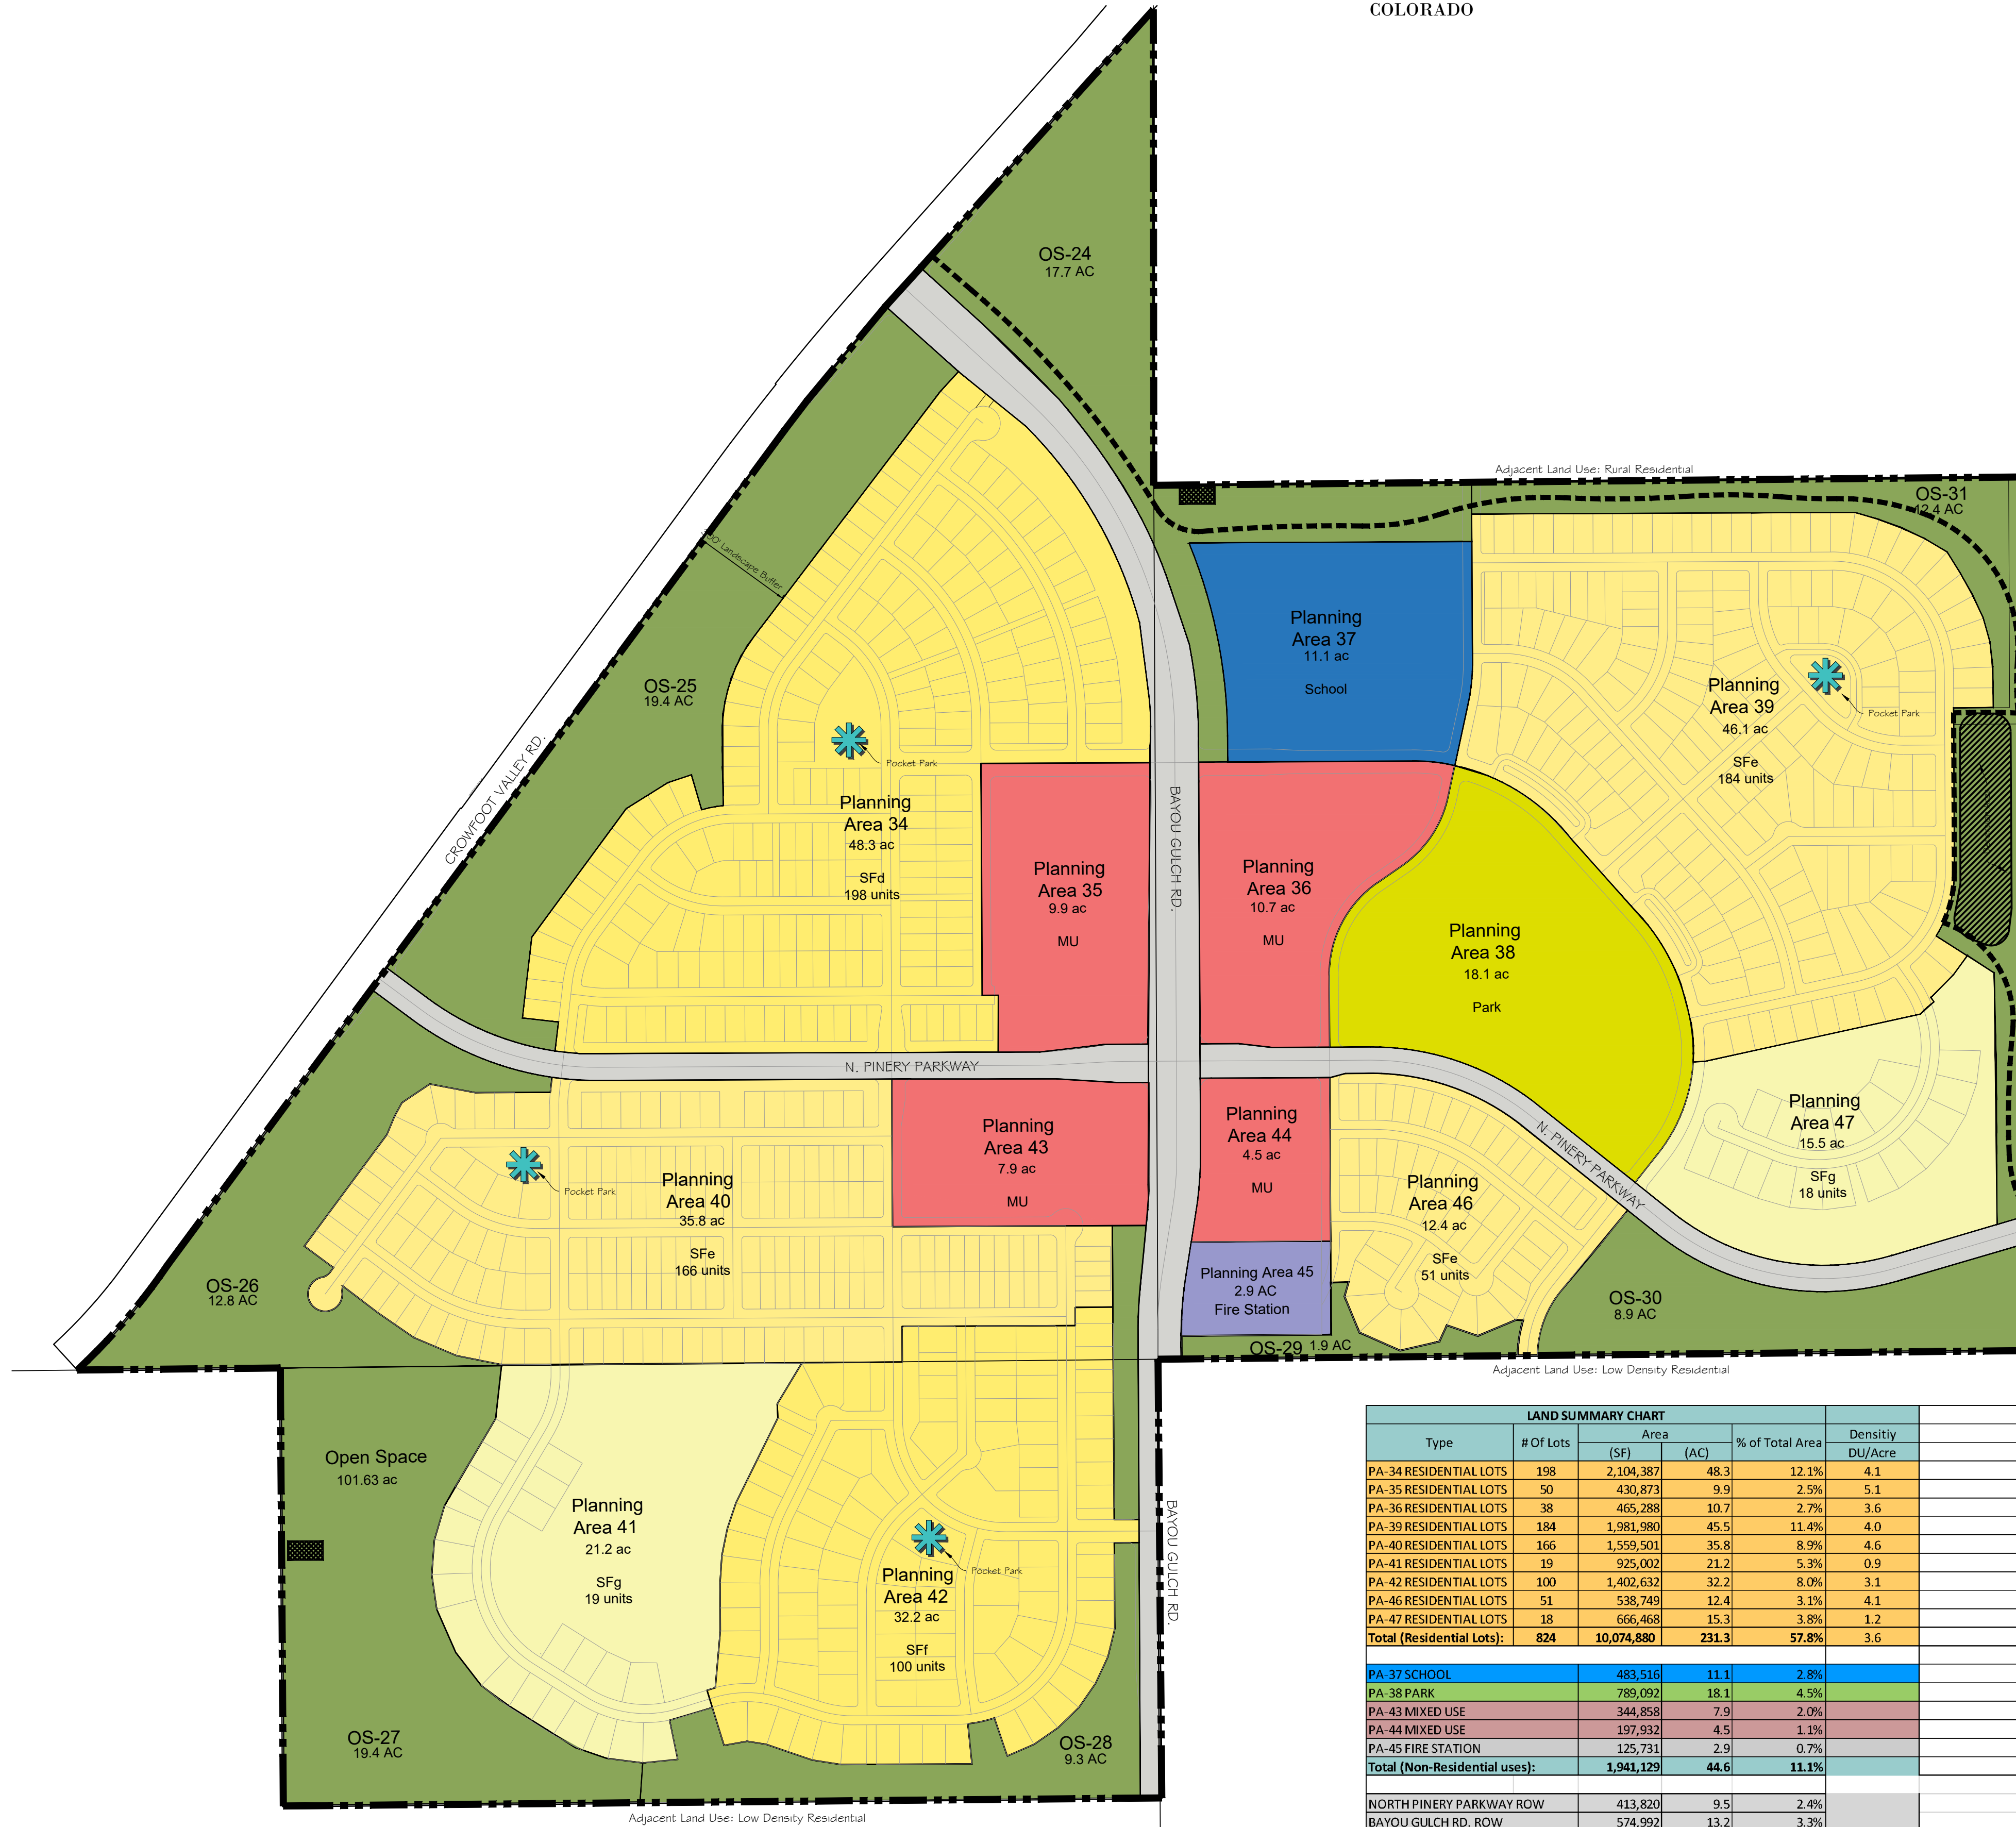 COLORADO
OS-24
17.7 AC
Adjacent Land Use: Rural Residential
OS-31
12.4 AC
Landscape Buffer
Planning
Area 37
11.1 ac
School
OS-25
19.4 AC
Planning
Area 39
46.1 ac
SFe
184 units
Pocket Park
Pocket Park
Planning
Area 34
48.3 ac
SFd
198 units
CROWFOOT VALLEY RD.
BAYOU GULCH RD.
Planning
Area 35
9.9 ac
MU
Planning
Area 36
10.7 ac
MU
Planning
Area 38
18.1 ac
Park
N. PINERY PARKWAY
Planning
Area 43
7.9 ac
MU
Planning
Area 44
4.5 ac
MU
Planning
Area 47
15.5 ac
SFg
18 units
N. PINERY PARKWAY
Pocket Park
Planning
Area 40
35.8 ac
SFe
166 units
Planning
Area 46
12.4 ac
SFe
51 units
OS-26
12.8 AC
Planning Area 45
2.9 AC
Fire Station
OS-30
8.9 AC
OS-29 1.9 AC
Adjacent Land Use: Low Density Residential
Open Space
101.63 ac
Planning
Area 41
21.2 ac
SFg
19 units
Pocket Park
Planning
Area 42
32.2 ac
SFf
100 units
BAYOU GULCH RD.
OS-27
19.4 AC
OS-28
9.3 AC
Adjacent Land Use: Low Density Residential
LAND SUMMARY CHART
Type # Of Lots Area % of Total Area Densitiy
(SF) (AC) DU/Acre
PA-34 RESIDENTIAL LOTS 198 2,104,387 48.3 12.1% 4.1
PA-35 RESIDENTIAL LOTS 50 430,873 9.9 2.5% 5.1
PA-36 RESIDENTIAL LOTS 38 465,288 10.7 2.7% 3.6
PA-39 RESIDENTIAL LOTS 184 1,981,980 45.5 11.4% 4.0
PA-40 RESIDENTIAL LOTS 166 1,559,501 35.8 8.9% 4.6
PA-41 RESIDENTIAL LOTS 19 925,002 21.2 5.3% 0.9
PA-42 RESIDENTIAL LOTS 100 1,402,632 32.2 8.0% 3.1
PA-46 RESIDENTIAL LOTS 51 538,749 12.4 3.1% 4.1
PA-47 RESIDENTIAL LOTS 18 666,468 15.3 3.8% 1.2
Total (Residential Lots): 824 10,074,880 231.3 57.8% 3.6
PA-37 SCHOOL 483,516 11.1 2.8%
PA-38 PARK 789,092 18.1 4.5%
PA-43 MIXED USE 344,858 7.9 2.0%
PA-44 MIXED USE 197,932 4.5 1.1%
PA-45 FIRE STATION 125,731 2.9 0.7%
Total (Non-Residential uses): 1,941,129 44.6 11.1%
NORTH PINERY PARKWAY ROW 413,820 9.5 2.4%
BAYOU GULCH RD. ROW 574,992 13.2 3.3%